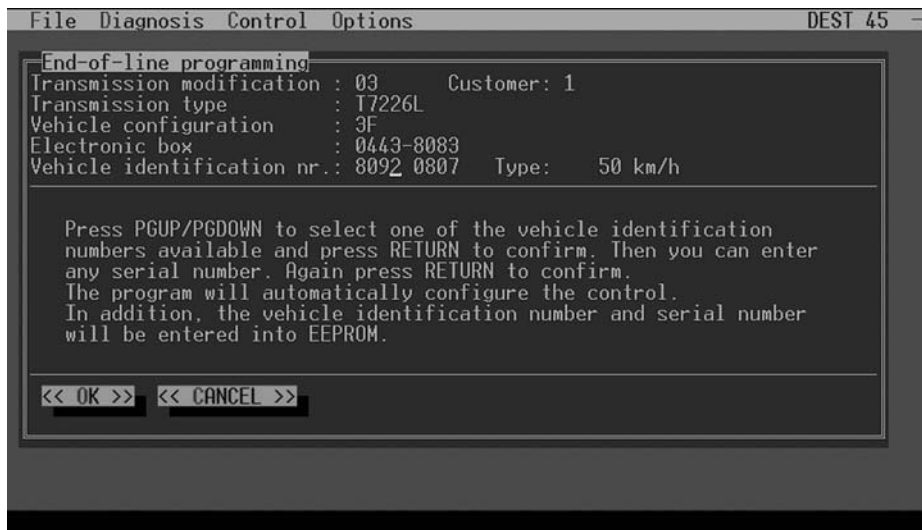 File Diagnosis Control Options DEST 45
End-of-line programming
Transmission modification : 03 Customer: 1
Transmission type : T7226L
Vehicle configuration : 3F
Electronic box : 0443-8083
Vehicle identification nr.: 8092 0807 Type: 50 km/h
Press PGUP/PGDOWN to select one of the vehicle identification
numbers available and press RETURN to confirm. Then you can enter
any serial number. Again press RETURN to confirm.
The program will automatically configure the control.
In addition, the vehicle identification number and serial number
will be entered into EEPROM.
<< OK >> << CANCEL >>